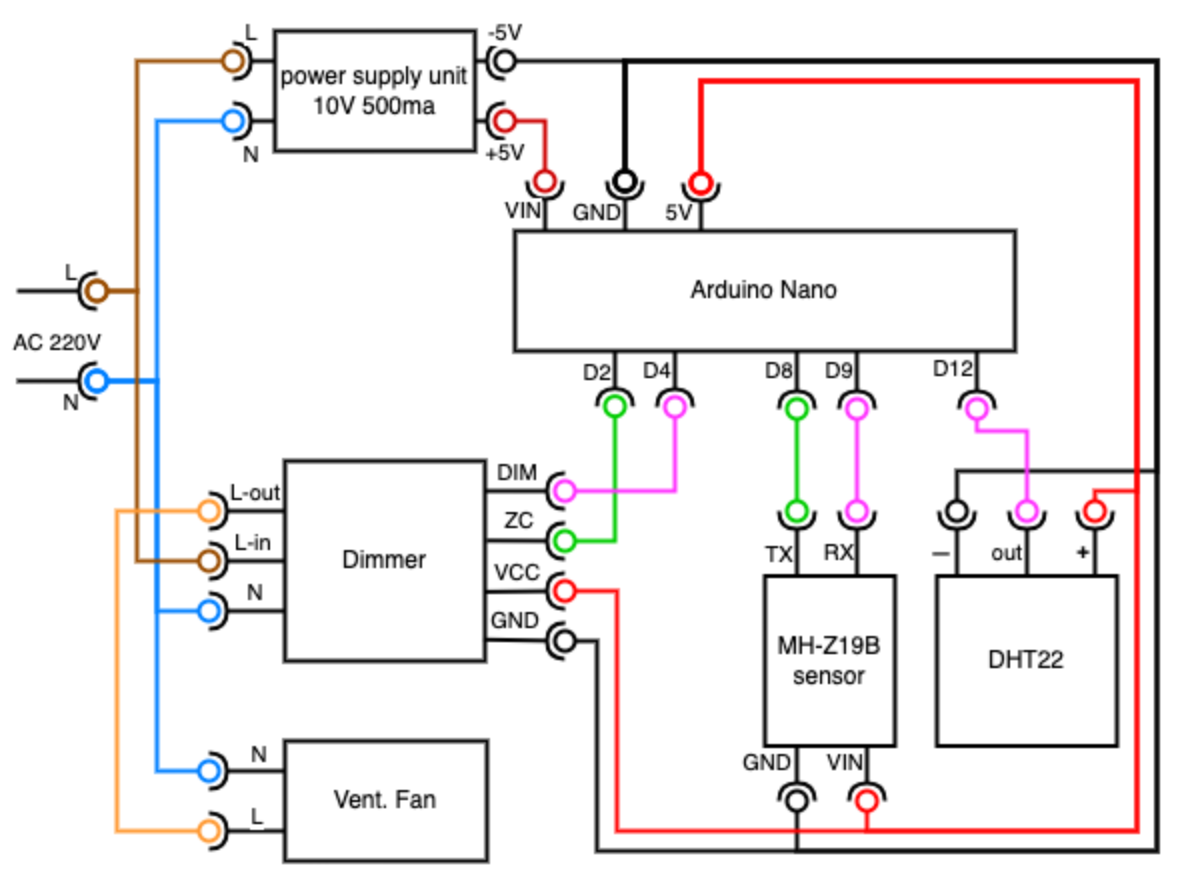 L
-5V
power supply unit
10V 500ma
N
+5V
VIN
GND
5V
L
Arduino Nano
AC 220V
N
D2
D4
D8
D9
D12
L-out
DIM
L-in
ZC
Dimmer
TX
RX
—
out
+
N
VCC
GND
MH-Z19B
sensor
DHT22
N
GND
VIN
Vent. Fan
L